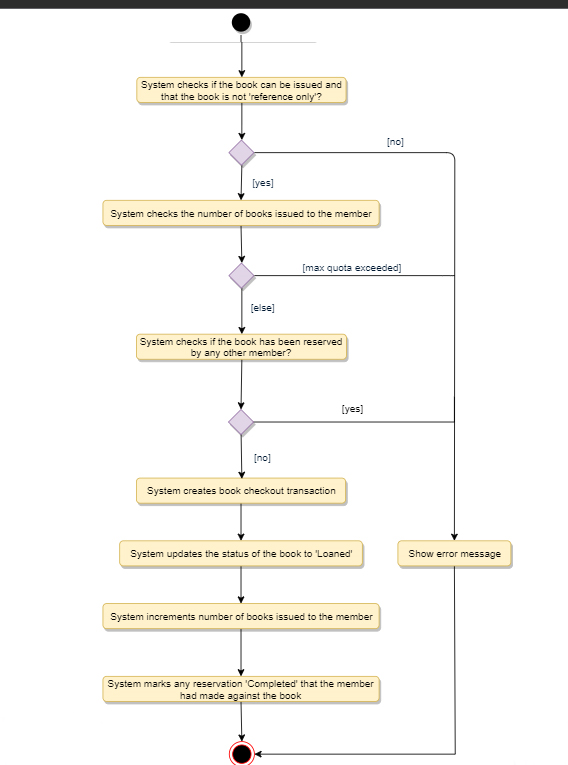 System checks if the book can be issued and
that the book is not 'reference only'?
[no]
[yes]
System checks the number of books issued to the member
[max quota exceeded]
[else]
System checks if the book has been reserved
by any other member?
[yes]
[no]
System creates book checkout transaction
System updates the status of the book to 'Loaned'
Show error message
System increments number of books issued to the member
System marks any reservation 'Completed' that the member
had made against the book